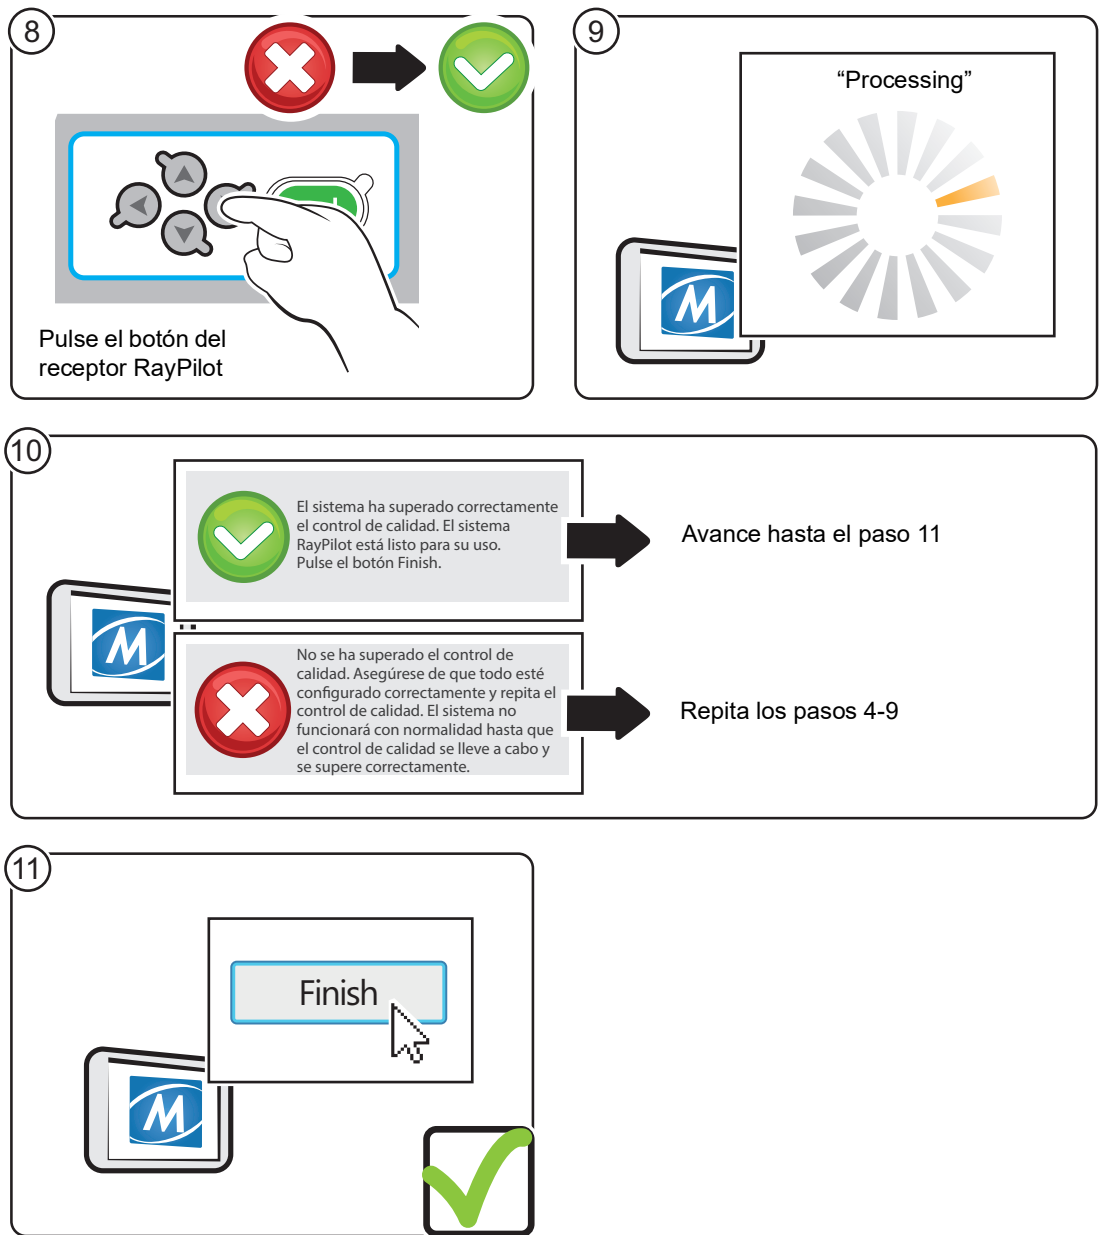 8
Pulse el botón del
receptor RayPilot
9
“Processing”
M
10
El sistema ha superado correctamente
el control de calidad. El sistema
RayPilot está listo para su uso.
Pulse el botón Finish.
Avance hasta el paso 11
M
No se ha superado el control de
calidad. Asegúrese de que todo esté
configurado correctamente y repita el
control de calidad. El sistema no
funcionará con normalidad hasta que
el control de calidad se lleve a cabo y
se supere correctamente.
Repita los pasos 4-9
11
Finish
M